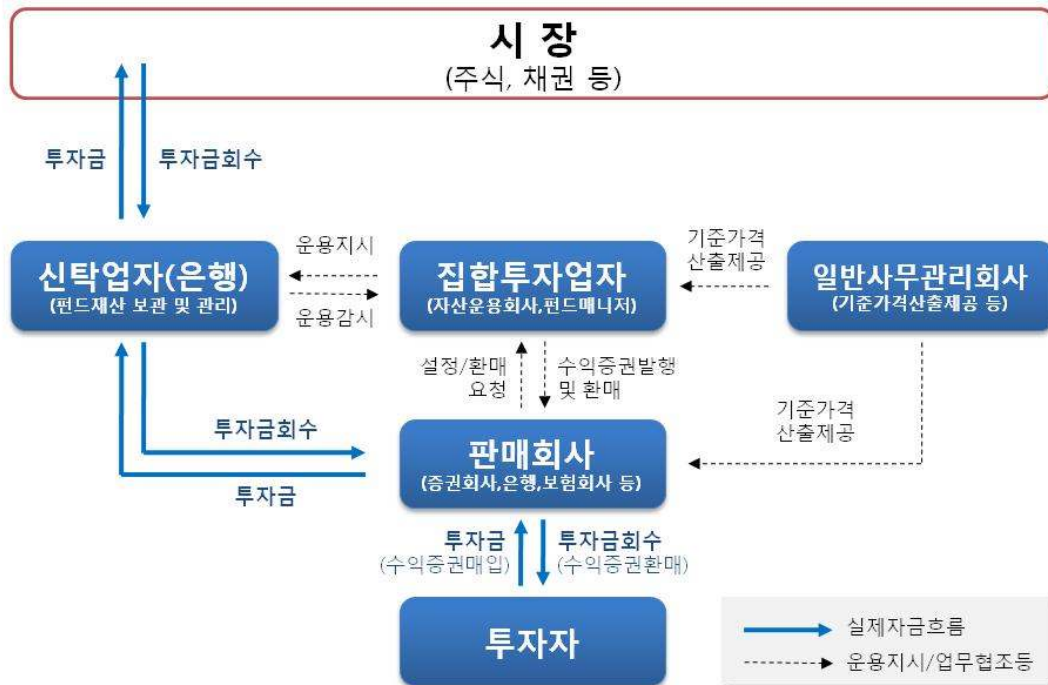 시 장
(주식, 채권 등)
투자금
투자금회수
신탁업자(은행)
(펀드재산 보관 및 관리)
운용지시
운용감시
집합투자업자
(자산운용회사,펀드매니저)
기준가격
산출제공
일반사무관리회사
(기준가격산출제공 등)
설정/환매
요청
수익증권발행
및 환매
기준가격
산출제공
투자금회수
투자금
판매회사
(증권회사,은행,보험회사 등)
투자금
(수익증권매입)
투자금회수
(수익증권환매)
투자자
실제자금흐름
운용지시/업무협조등